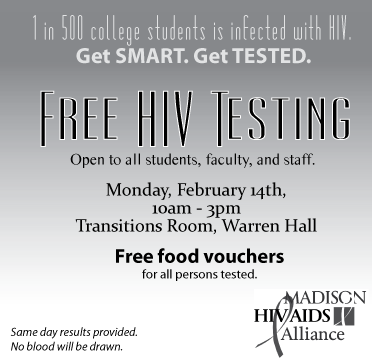 1 in 500 college students is infected with HIV.
Get SMART. Get TESTED.
FREE HIV TESTING
Open to all students, faculty, and staff.
Monday, February 14th,
10am - 3pm
Transitions Room, Warren Hall
Free food vouchers
for all persons tested.
MADISON
HIV/AIDS
Alliance
Same day results provided.
No blood will be drawn.